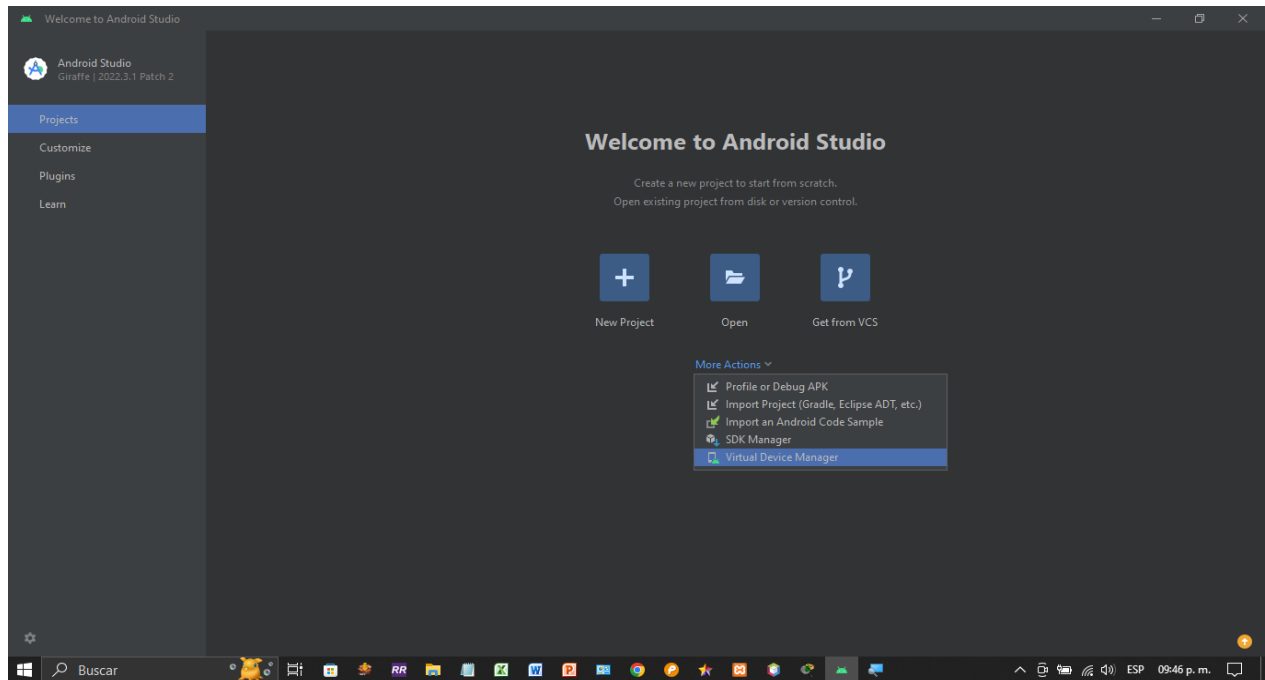 Welcome to Android Studio
Android Studio
Giraffe | 2022.3.1 Patch 2
Projects
Customize
Plugins
Learn
Welcome to Android Studio
Create a new project to start from scratch.
Open existing project from disk or version control.
New Project
Open
Get from VCS
More Actions
Profile or Debug APK
Import Project (Gradle, Eclipse ADT, etc.)
Import an Android Code Sample
SDK Manager
Virtual Device Manager
Buscar
RR
ESP
09:46 p. m.